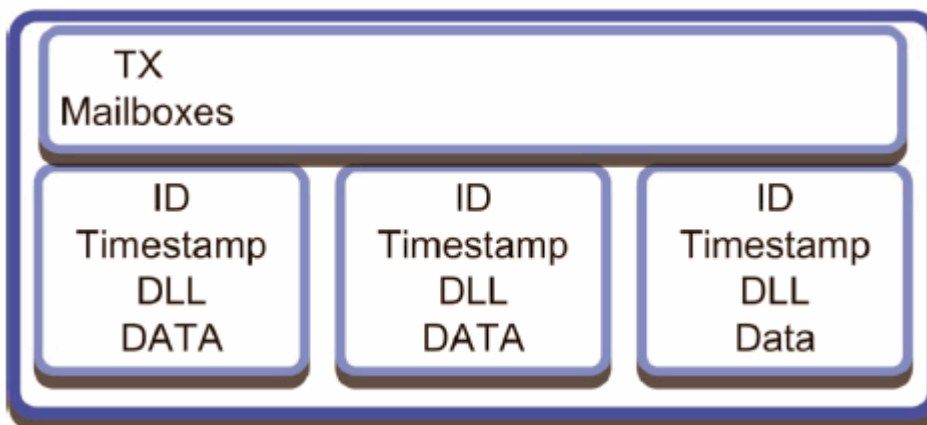 TX
Mailboxes
ID
Timestamp
DLL
DATA
ID
Timestamp
DLL
DATA
ID
Timestamp
DLL
Data